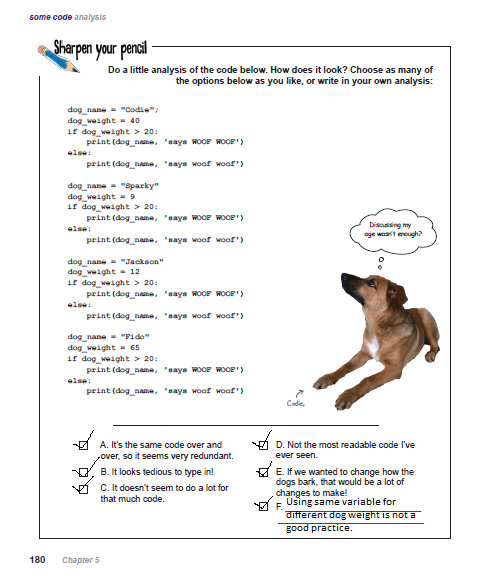 some code analysis
Sharpen your pencil
Do a little analysis of the code below. How does it look? Choose as many of
the options below as you like, or write in your own analysis:
dog_name = "Codie";
dog_weight = 40
if dog_weight > 20:
    print(dog_name, 'says WOOF WOOF')
else:
    print(dog_name, 'says woof woof')
dog_name = "Sparky"
dog_weight = 9
if dog_weight > 20:
    print(dog_name, 'says WOOF WOOF')
else:
    print(dog_name, 'says woof woof')
dog_name = "Jackson"
dog_weight = 12
if dog_weight > 20:
    print(dog_name, 'says WOOF WOOF')
else:
    print(dog_name, 'says woof woof')
dog_name = "Fido"
dog_weight = 65
if dog_weight > 20:
    print(dog_name, 'says WOOF WOOF')
else:
    print(dog_name, 'says woof woof')
Discussing my
age wasn't enough?
Codie,
A. It's the same code over and
over, so it seems very redundant.
B. It looks tedious to type in!
C. It doesn't seem to do a lot for
that much code.
D. Not the most readable code I've
ever seen.
E. If we wanted to change how the
dogs bark, that would be a lot of
changes to make!
F. Using same variable for
different dog weight is not a
good practice.
180 Chapter 5